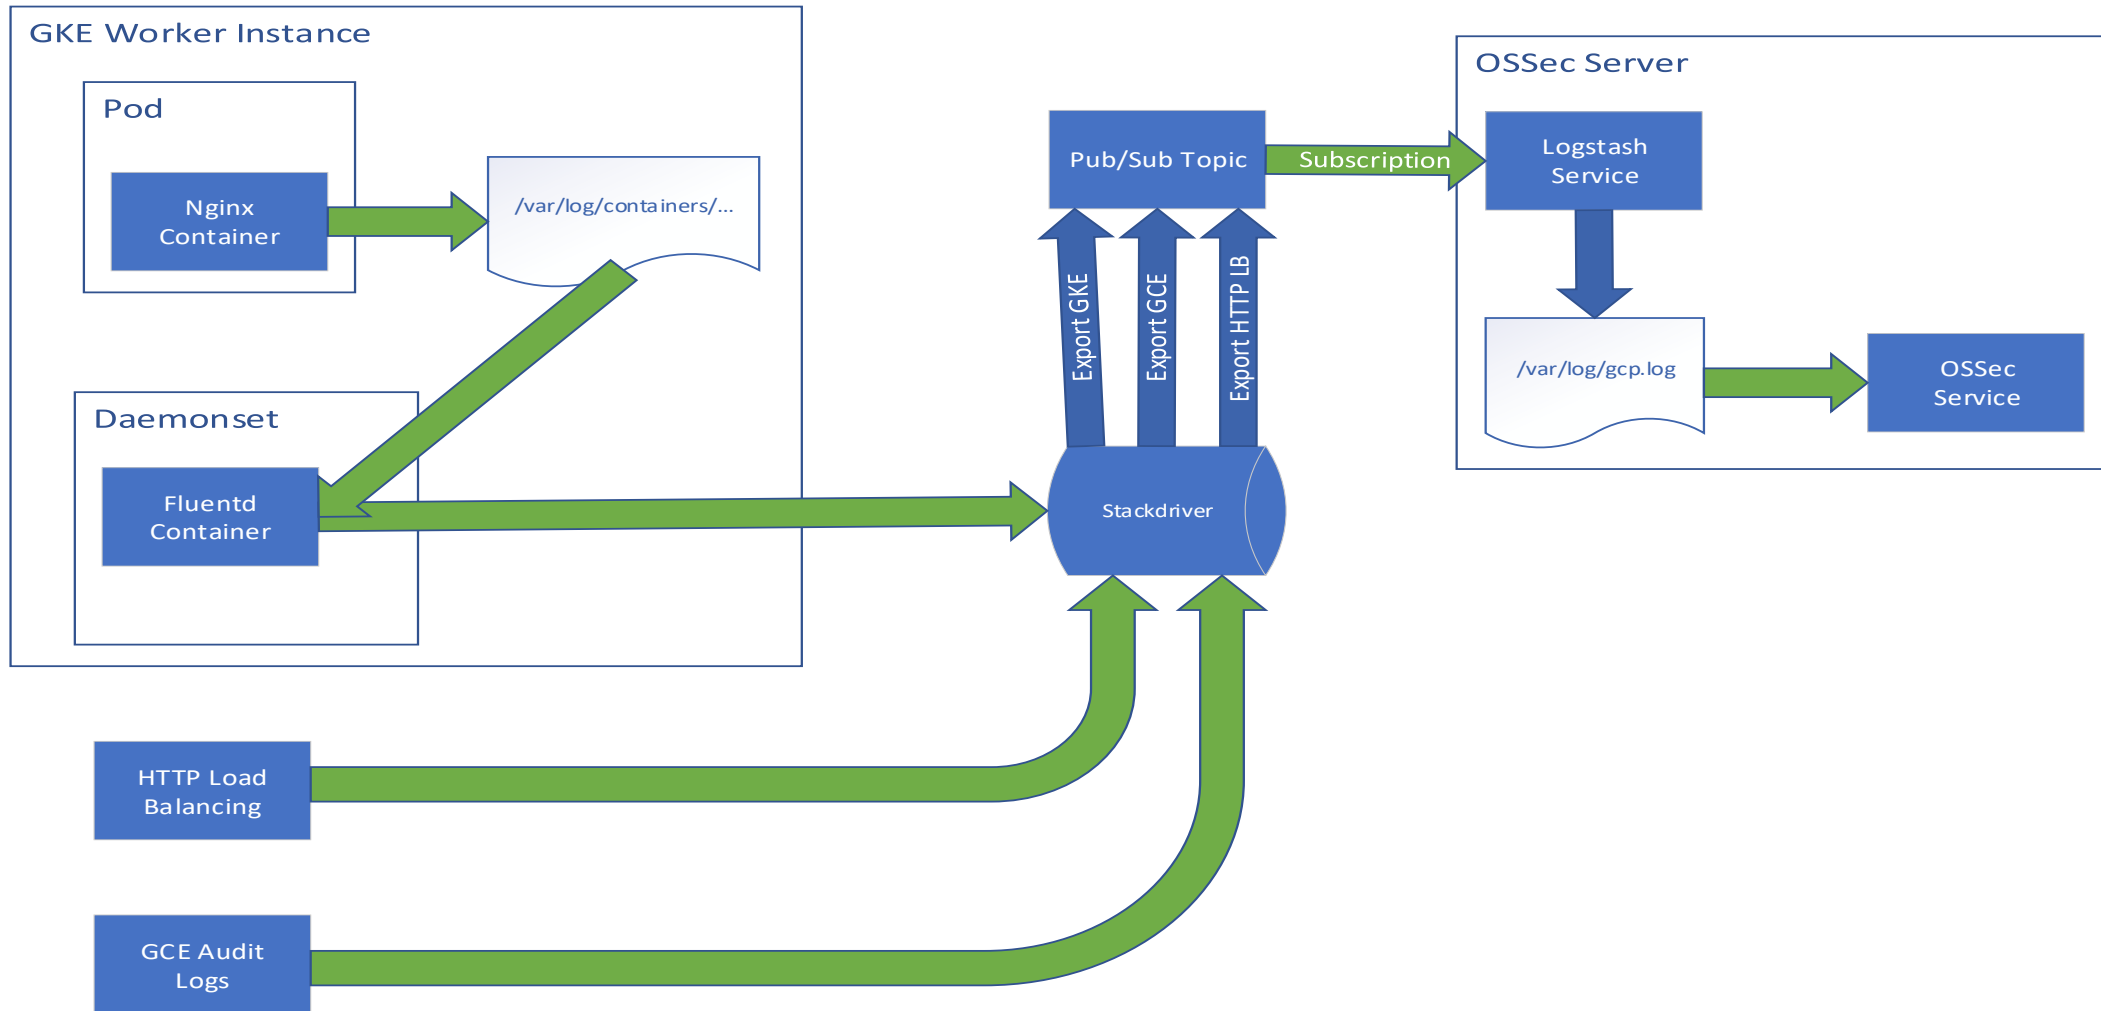 GKE Worker Instance
Pod
Nginx
Container
/var/log/containers/...
Daemonset
Fluentd
Container
HTTP Load
Balancing
GCE Audit
Logs
Pub/Sub Topic
Subscription
Export GKE
Export GCE
Export HTTP LB
Stackdriver
OSSec Server
Logstash
Service
/var/log/gcp.log
OSSec
Service